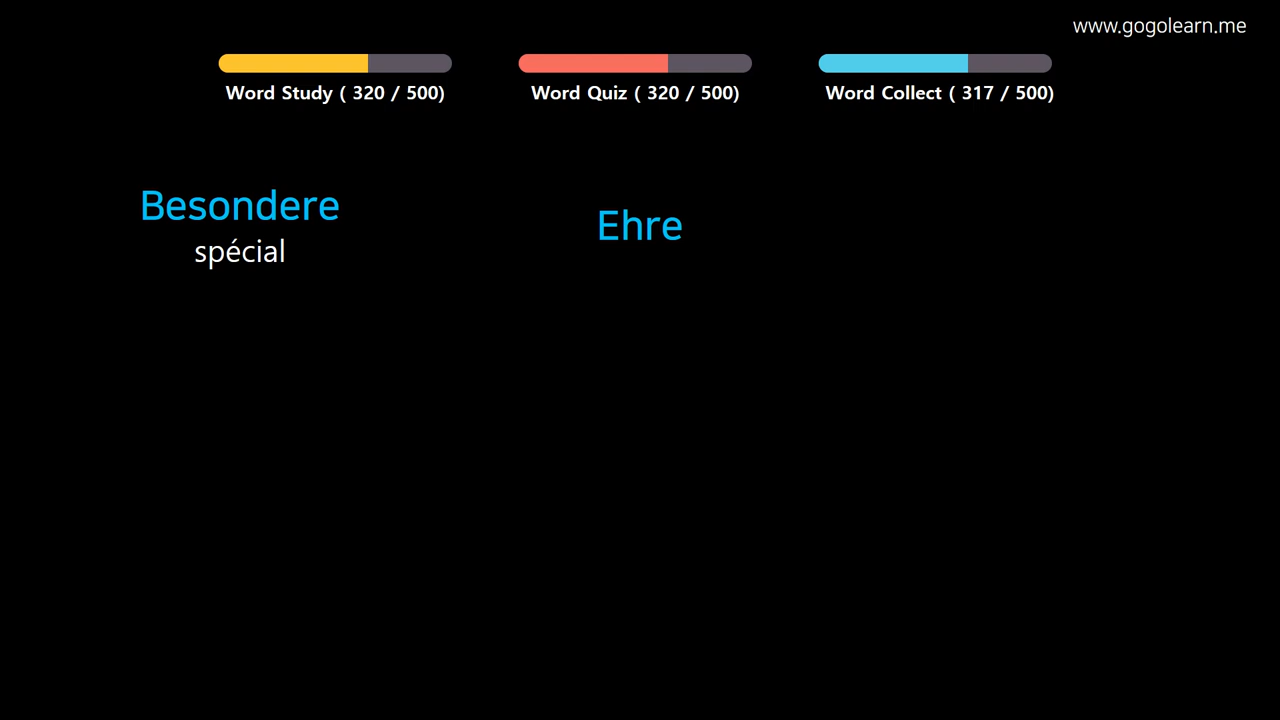 www.gogolearn.me
Word Study ( 320 / 500)
Word Quiz ( 320 / 500)
Word Collect ( 317 / 500)
Besondere
spécial
Ehre